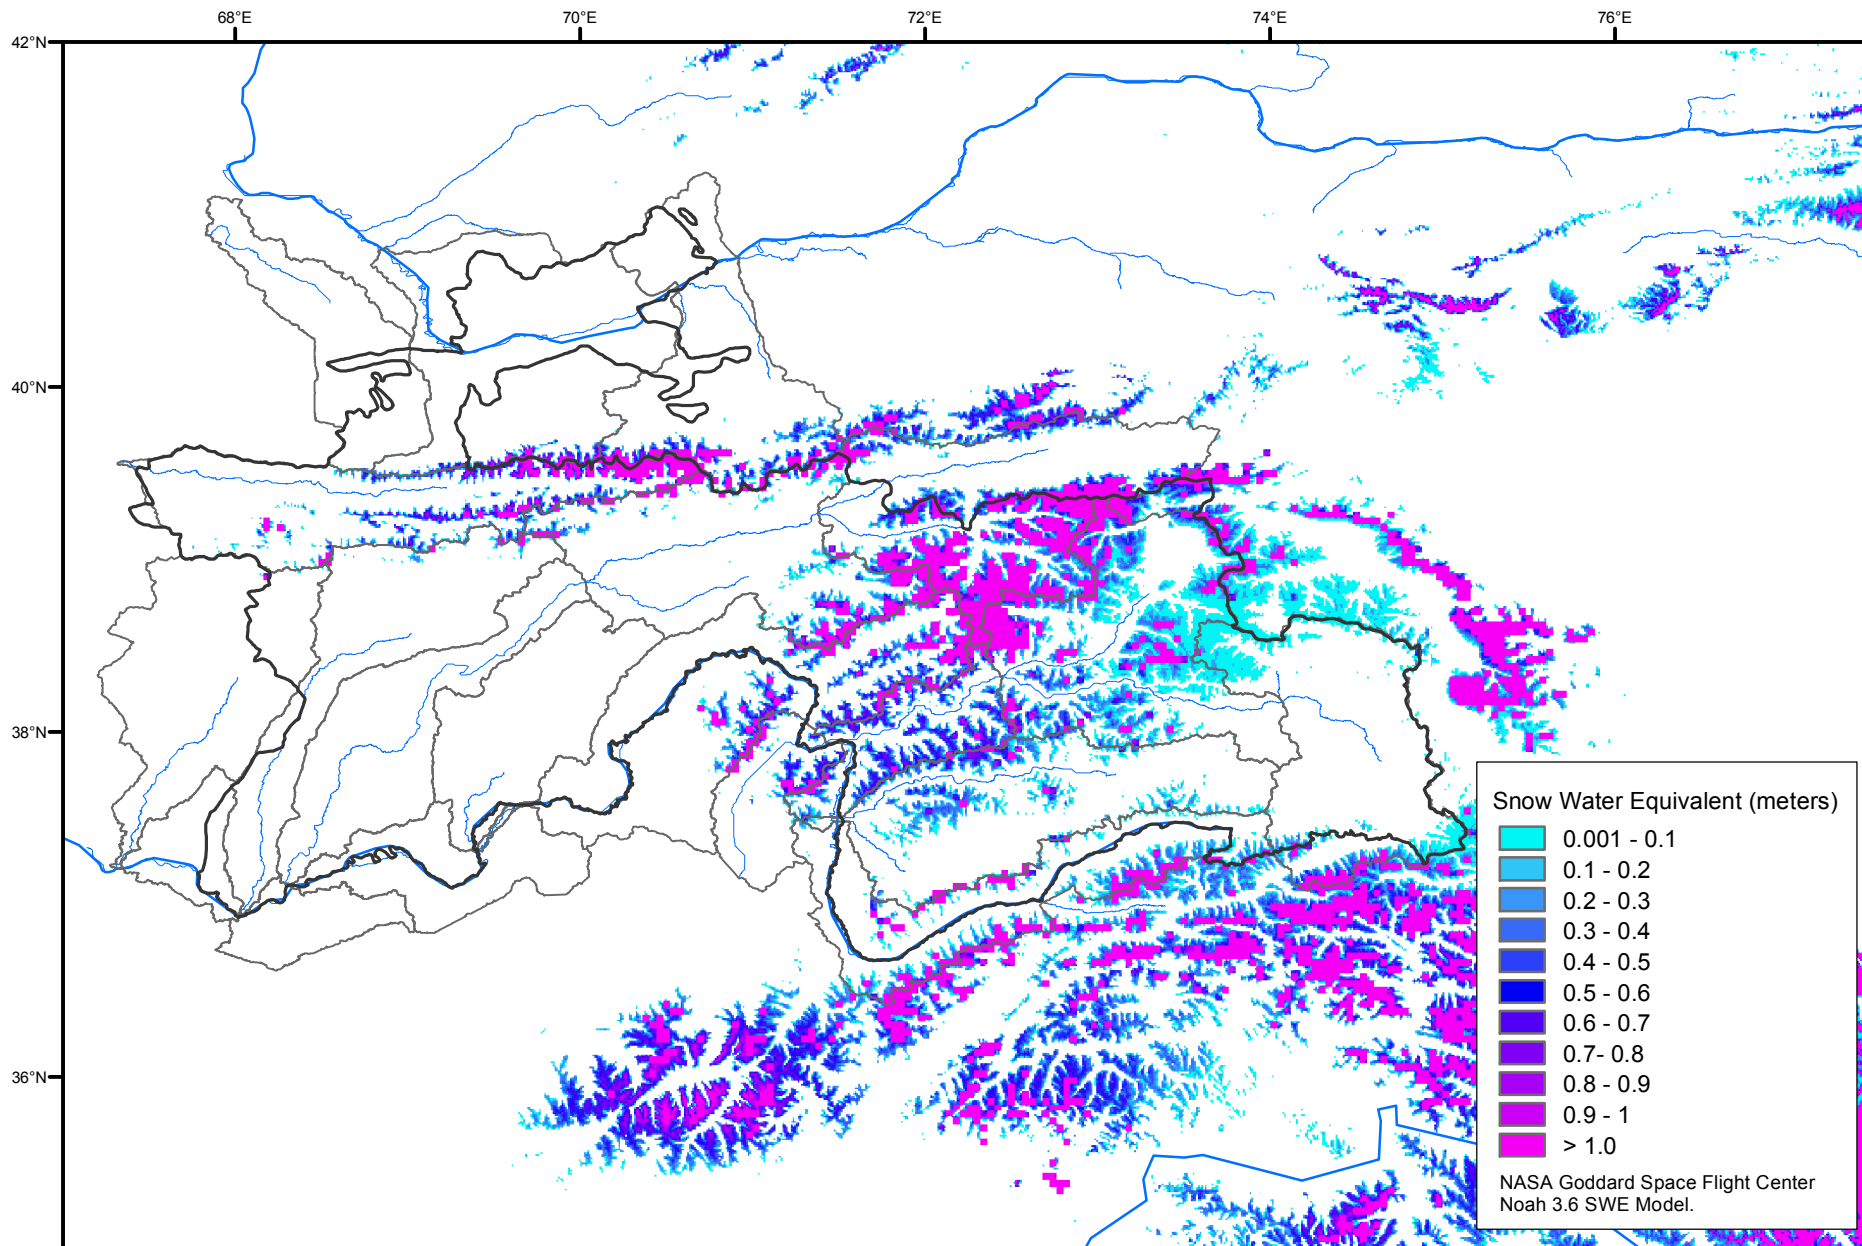 68°E
70°E
72°E
74°E
76°E
42°N
40°N
38°N
36°N
Snow Water Equivalent (meters)
0.001 - 0.1
0.1 - 0.2
0.2 - 0.3
0.3 - 0.4
0.4 - 0.5
0.5 - 0.6
0.6 - 0.7
0.7- 0.8
0.8 - 0.9
0.9 - 1
> 1.0
NASA Goddard Space Flight Center
Noah 3.6 SWE Model.